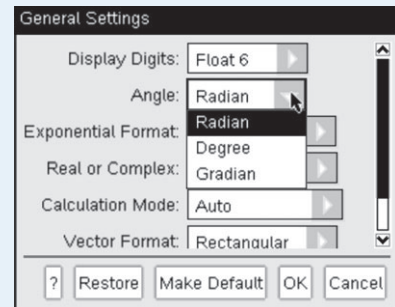 General Settings
Display Digits: Float 6
Angle: Radian
Radian
Exponential Format:
Degree
Real or Complex:
Gradian
Calculation Mode: Auto
Vector Format: Rectangular
? Restore Make Default OK Cancel